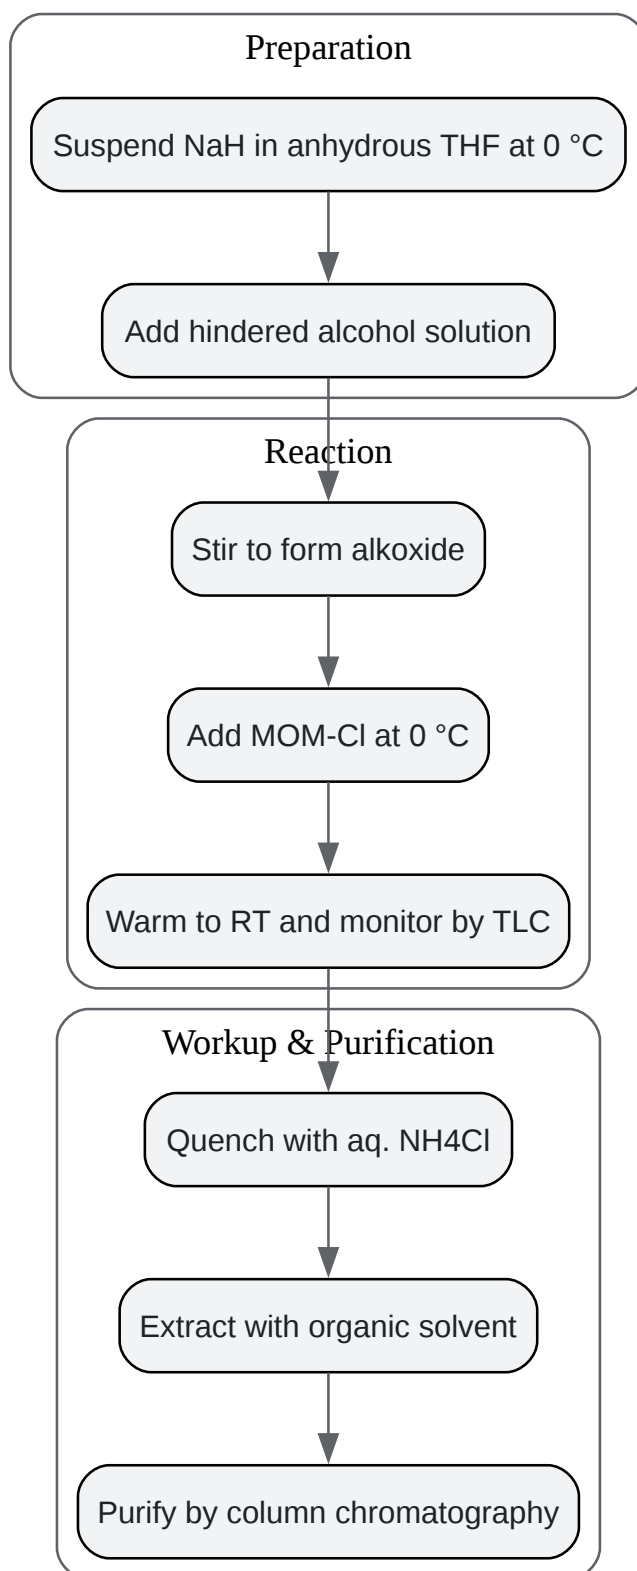 Preparation
Suspend NaH in anhydrous THF at 0 °C
Add hindered alcohol solution
Reaction
Stir to form alkoxide
Add MOM-Cl at 0 °C
Warm to RT and monitor by TLC
Workup & Purification
Quench with aq. NH4Cl
Extract with organic solvent
Purify by column chromatography